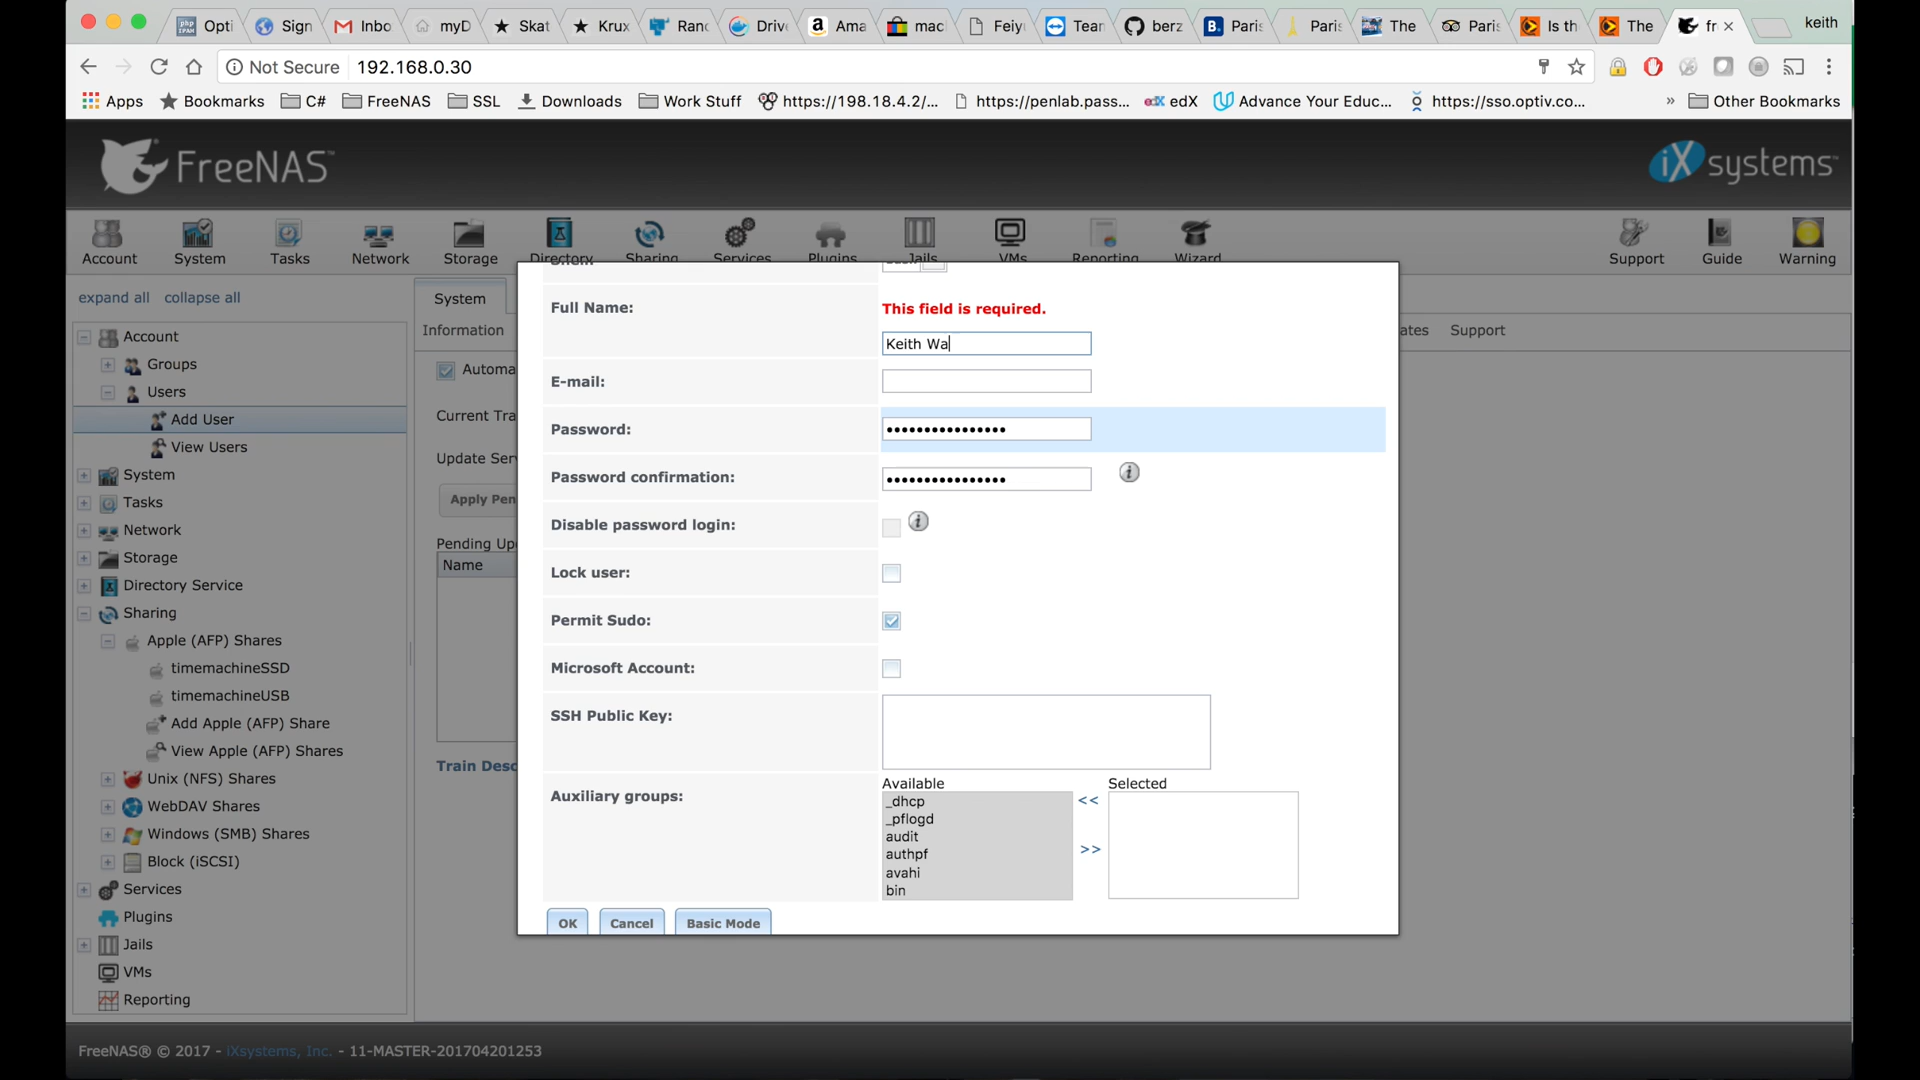 Opti
Sign
Inbo
myD
Skat
Krux
Ranc
Drive
Ama
macl
Feiyu
Team
berz
Paris
Paris
The
Paris
Is th
The
fr
keith
Not Secure
192.168.0.30
Apps
Bookmarks
C#
FreeNAS
SSL
Downloads
Work Stuff
https://198.18.4.2/...
https://penlab.pass...
edX edX
Advance Your Educ...
https://sso.optiv.co...
»
Other Bookmarks
FreeNAS™
iXsystems™
Account
System
Tasks
Network
Storage
Directory
Sharing
Services
Plugins
Jails
VMs
Reporting
Wizard
Support
Guide
Warning
expand all collapse all
Account
Groups
Users
Add User
View Users
System
Tasks
Network
Storage
Directory Service
Sharing
Apple (AFP) Shares
timemachineSSD
timemachineUSB
Add Apple (AFP) Share
View Apple (AFP) Shares
Unix (NFS) Shares
WebDAV Shares
Windows (SMB) Shares
Block (iSCSI)
Services
Plugins
Jails
VMs
Reporting
System
Information
ates
Support
Automa
Current Tra
Update Serv
Apply Pen
Pending Up
Name
Train Desc
Full Name:
This field is required.
Keith Wa
E-mail:
Password:
Password confirmation:
Disable password login:
Lock user:
Permit Sudo:
Microsoft Account:
SSH Public Key:
Auxiliary groups:
Available
Selected
_dhcp
_pflogd
audit
authpf
avahi
bin
<<
>>
OK
Cancel
Basic Mode
FreeNAS® © 2017 - iXsystems, Inc. - 11-MASTER-201704201253